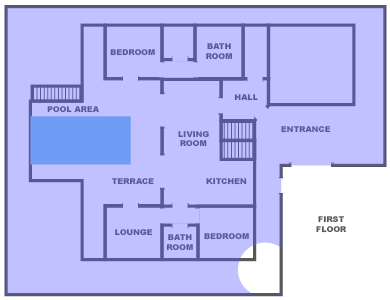 BEDROOM
BATH
ROOM
HALL
POOL AREA
ENTRANCE
LIVING
ROOM
TERRACE
KITCHEN
LOUNGE
BATH
ROOM
BEDROOM
FIRST
FLOOR